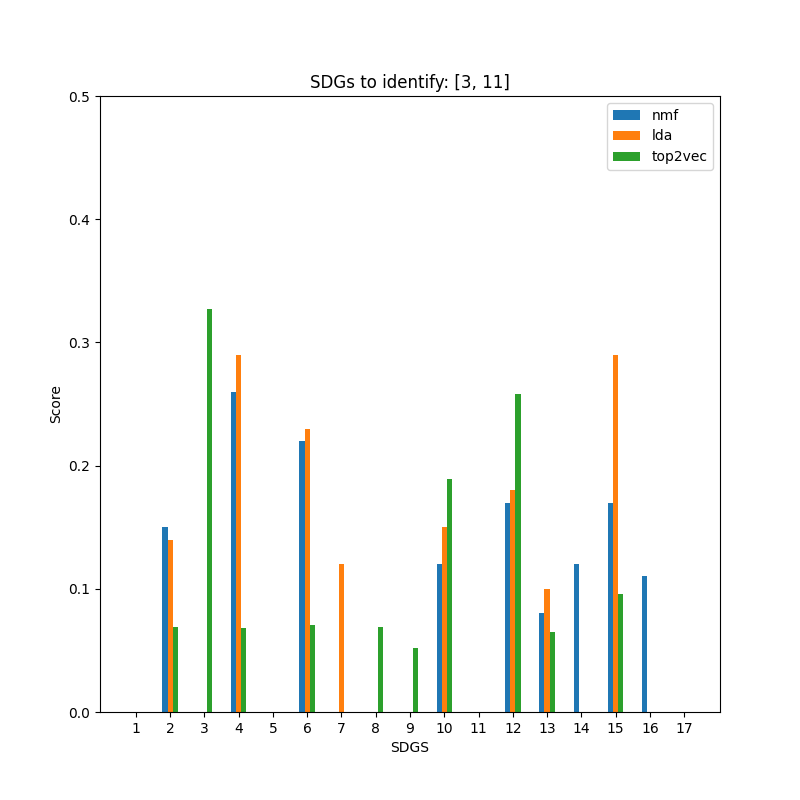 SDGs to identify: [3, 11]
nmf
lda
top2vec
0.5
0.4
0.3
0.2
0.1
0.0
Score
1 2 3 4 5 6 7 8 9 10 11 12 13 14 15 16 17
SDGS